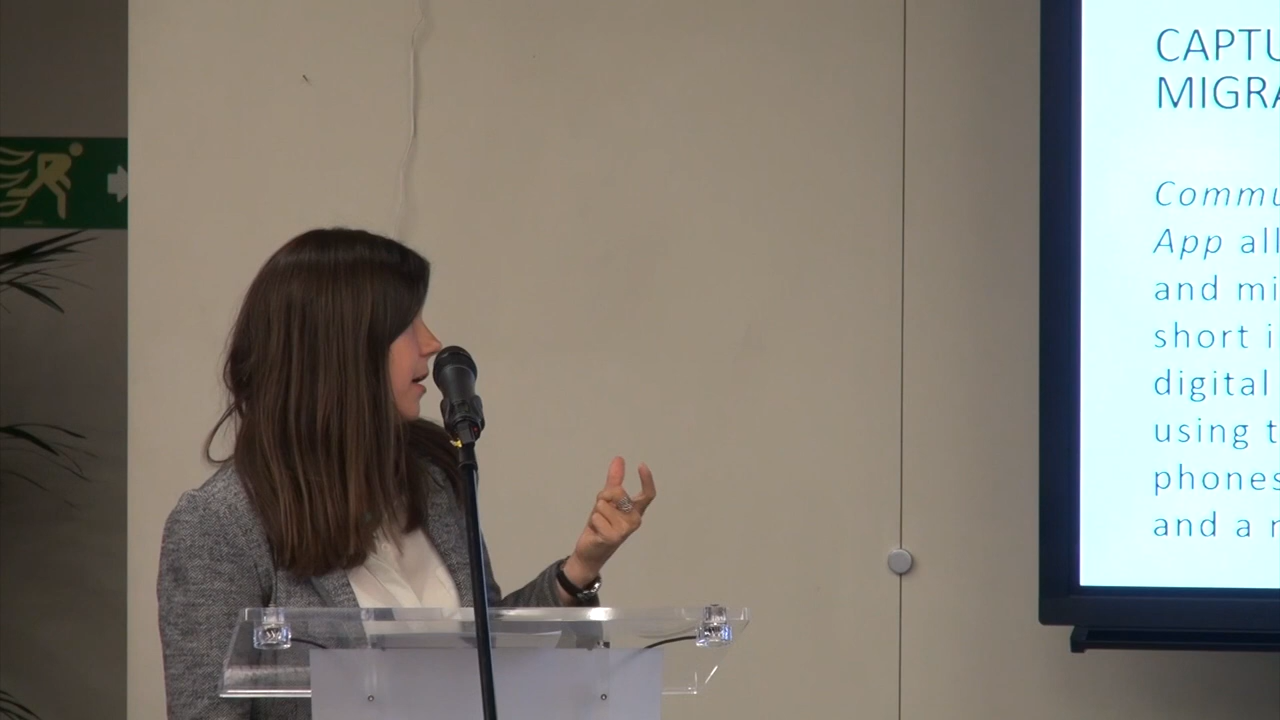 CAPTU
MIGRA
Commu
App all
and mi
short i
digital
using t
phones
and a r